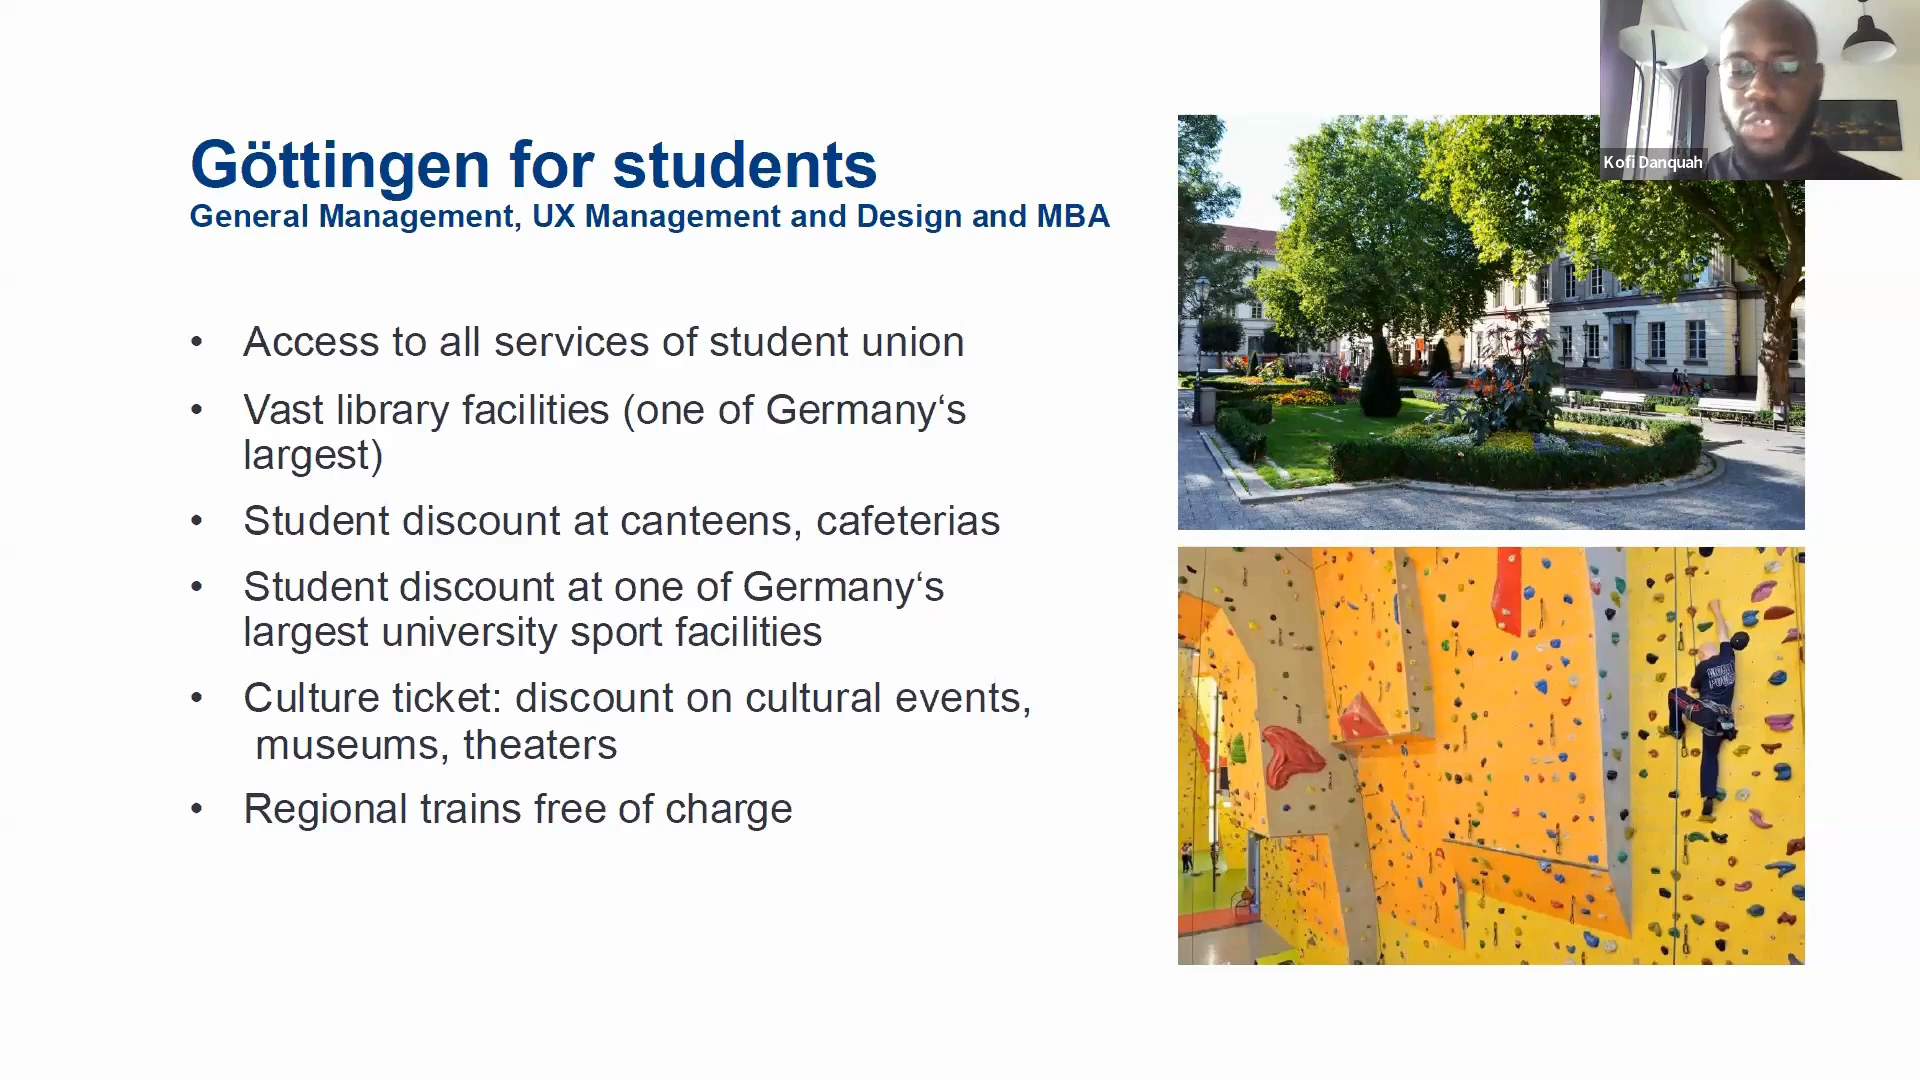 Göttingen for students
General Management, UX Management and Design and MBA
• Access to all services of student union
• Vast library facilities (one of Germany‘s
largest)
• Student discount at canteens, cafeterias
• Student discount at one of Germany‘s
largest university sport facilities
• Culture ticket: discount on cultural events,
museums, theaters
• Regional trains free of charge
Kofi Danquah